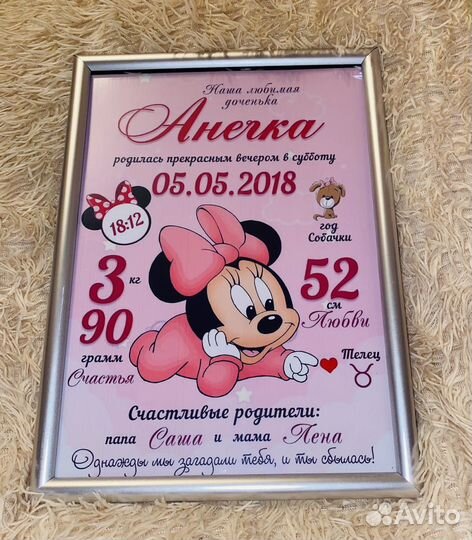 Наша любимая
доченька
Анечка
родилась прекрасным вечером в субботу
05.05.2018
18:12
год
Собачки
3 кг
90
грамм
Счастья
52
см
Любви
Телец
Счастливые родители:
папа Саша и мама Лена
Однажды мы загадали тебя, и ты сбылась!
Avito